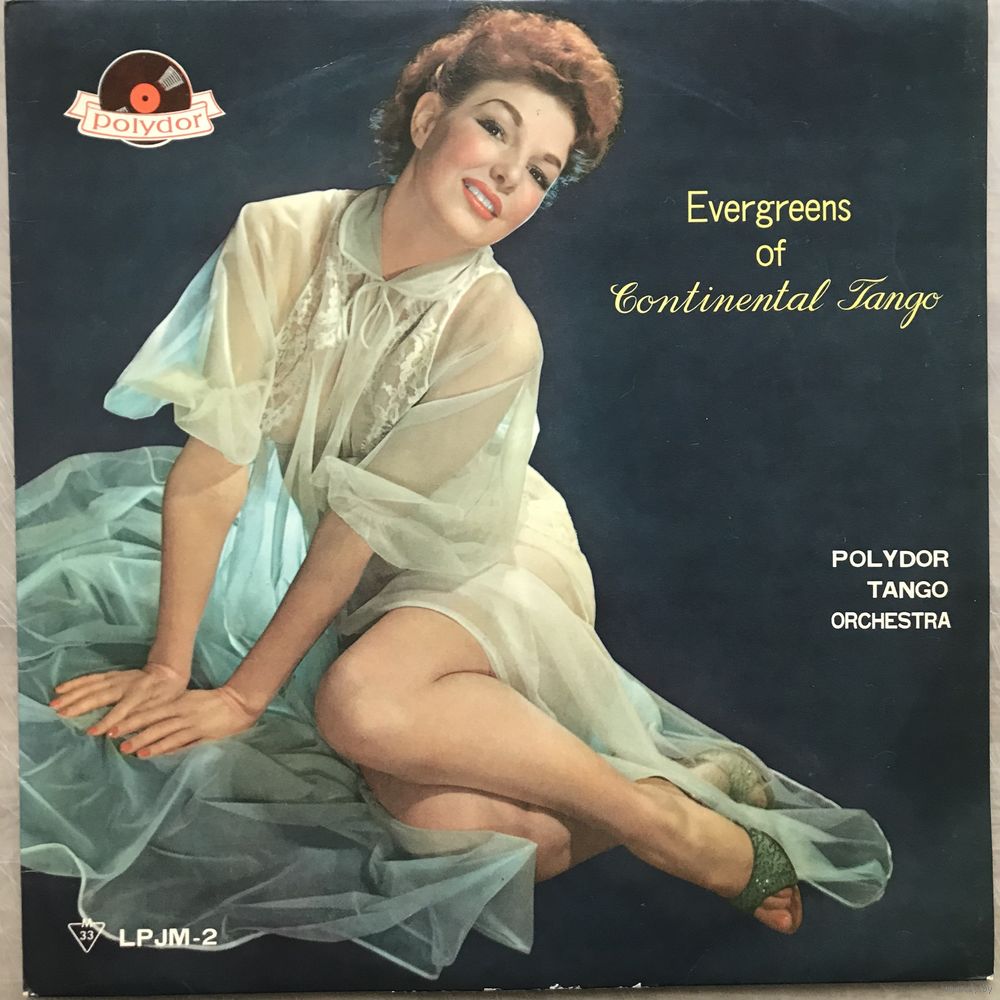 polydor
Evergreens
of
Continental Tango
POLYDOR
TANGO
ORCHESTRA
M
33
LPJM-2